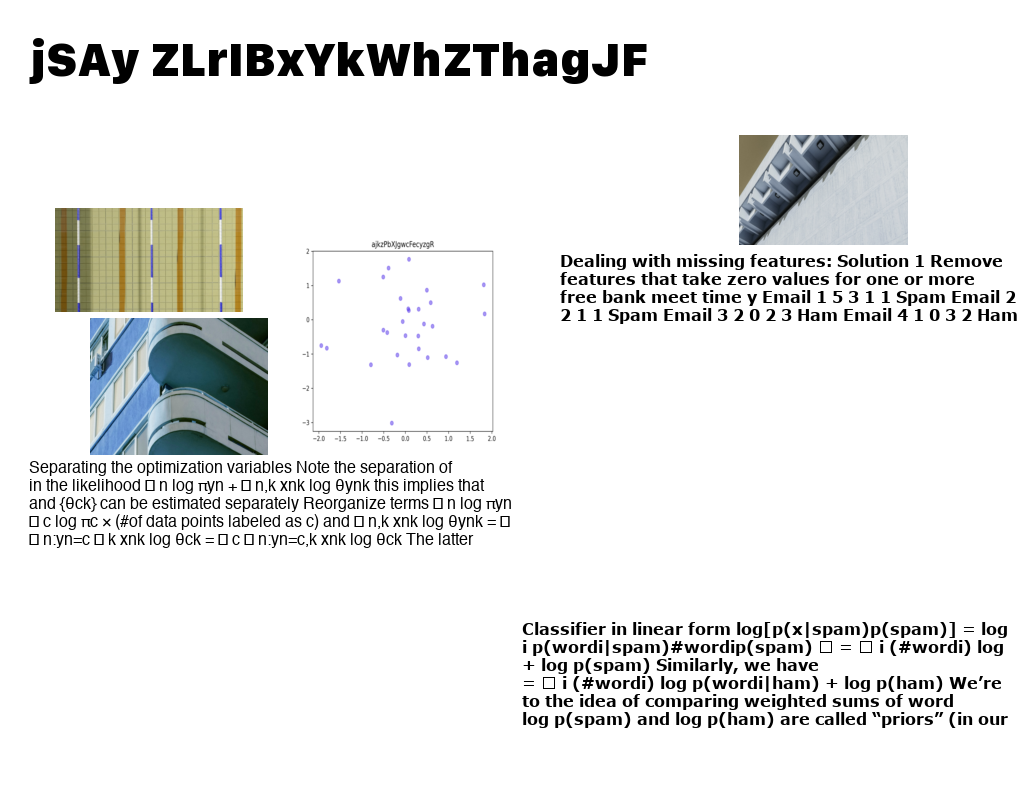 jSAy ZLrIBxYkWhZThagJF
ajkzPbXJgwcFecyzgR
2
1
0
−1
−2
−3
−2.0 −1.5 −1.0 −0.5 0.0 0.5 1.0 1.5 2.0
Separating the optimization variables Note the separation of
in the likelihood □ n log πyn + □ n,k xnk log θynk this implies that
and {θck} can be estimated separately Reorganize terms □ n log πyn
□ c log πc × (#of data points labeled as c) and □ n,k xnk log θynk = □
□ n:yn=c □ k xnk log θck = □ c □ n:yn=c,k xnk log θck The latter
Dealing with missing features: Solution 1 Remove
features that take zero values for one or more
free bank meet time y Email 1 5 3 1 1 Spam Email 2
2 1 1 Spam Email 3 2 0 2 3 Ham Email 4 1 0 3 2 Ham
Classifier in linear form log[p(x|spam)p(spam)] = log
i p(wordi|spam)#wordip(spam) □ = □ i (#wordi) log
+ log p(spam) Similarly, we have
= □ i (#wordi) log p(wordi|ham) + log p(ham) We’re
to the idea of comparing weighted sums of word
log p(spam) and log p(ham) are called “priors” (in our